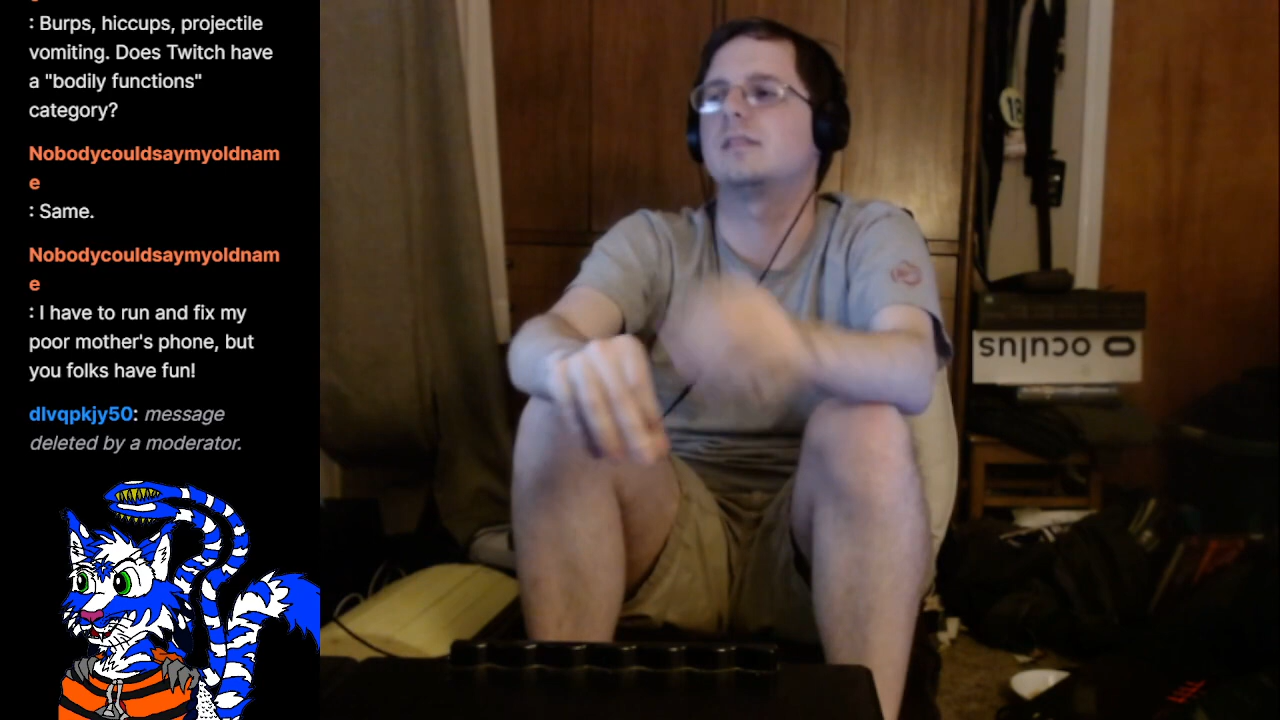 : Burps, hiccups, projectile
vomiting. Does Twitch have
a "bodily functions"
category?
Nobodycouldsaymyoldnam
e
: Same.
Nobodycouldsaymyoldnam
e
: I have to run and fix my
poor mother's phone, but
you folks have fun!
dlvqpkjy50: message
deleted by a moderator.
18
oculus